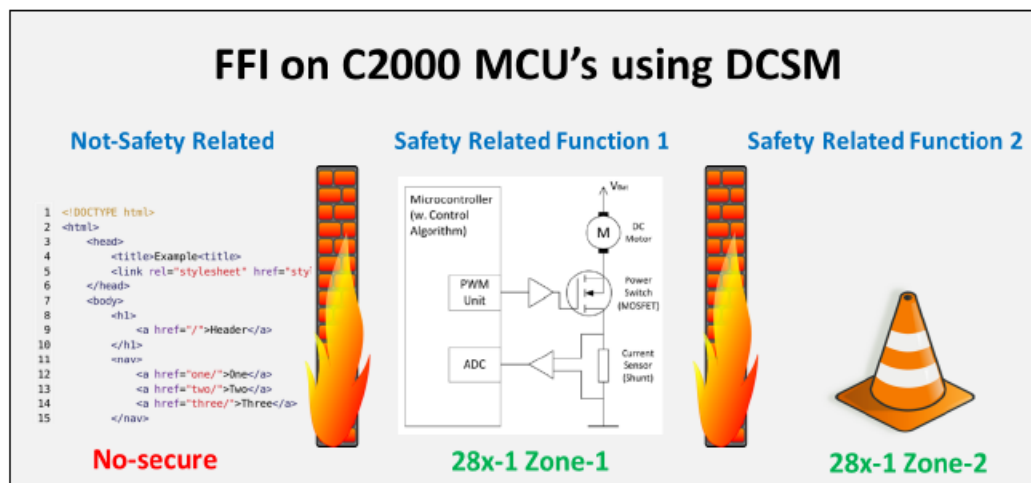 FFI on C2000 MCU's using DCSM
Not-Safety Related
Safety Related Function 1
Safety Related Function 2
1 <!DOCTYPE html>
2 <html>
3 <head>
4 <title>Example<title>
5 <link rel="stylesheet" href="sty
6 </head>
7 <body>
8 <h1>
9 <a href="/">Header</a>
10 </h1>
11 <nav>
12 <a href="one/">One</a>
13 <a href="two/">Two</a>
14 <a href="three/">Three</a>
15 </nav>
No-secure
Microcontroller
(w. Control
Algorithm)
PWM
Unit
ADC
VBat
M
DC
Motor
Power
Switch
(MOSFET)
Current
Sensor
(Shunt)
28x-1 Zone-1
28x-1 Zone-2